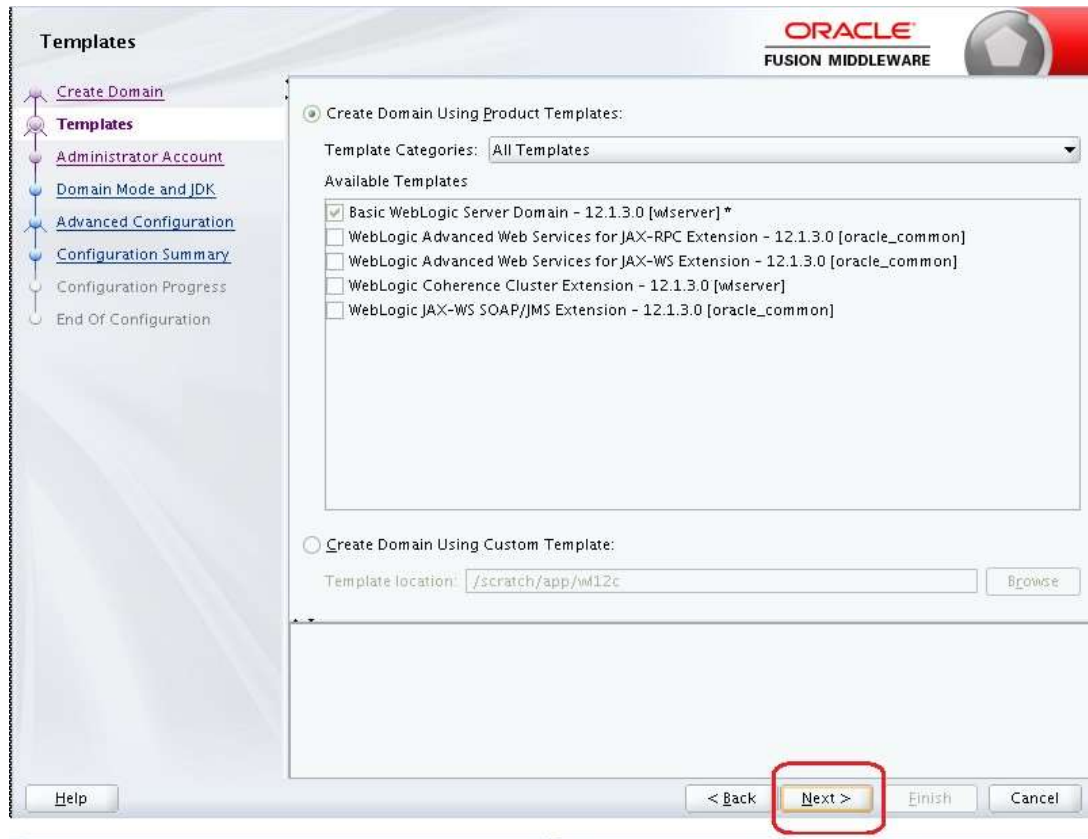 Templates
ORACLE
FUSION MIDDLEWARE
Create Domain
Templates
Administrator Account
Domain Mode and JDK
Advanced Configuration
Configuration Summary
Configuration Progress
End Of Configuration
Create Domain Using Product Templates:
Template Categories: All Templates
Available Templates
Basic WebLogic Server Domain - 12.1.3.0 [wlserver] *
WebLogic Advanced Web Services for JAX-RPC Extension - 12.1.3.0 [oracle_common]
WebLogic Advanced Web Services for JAX-WS Extension - 12.1.3.0 [oracle_common]
WebLogic Coherence Cluster Extension - 12.1.3.0 [wlserver]
WebLogic JAX-WS SOAP/JMS Extension - 12.1.3.0 [oracle_common]
Create Domain Using Custom Template:
Template location: /scratch/app/wl12c Browse
Help < Back Next > Finish Cancel